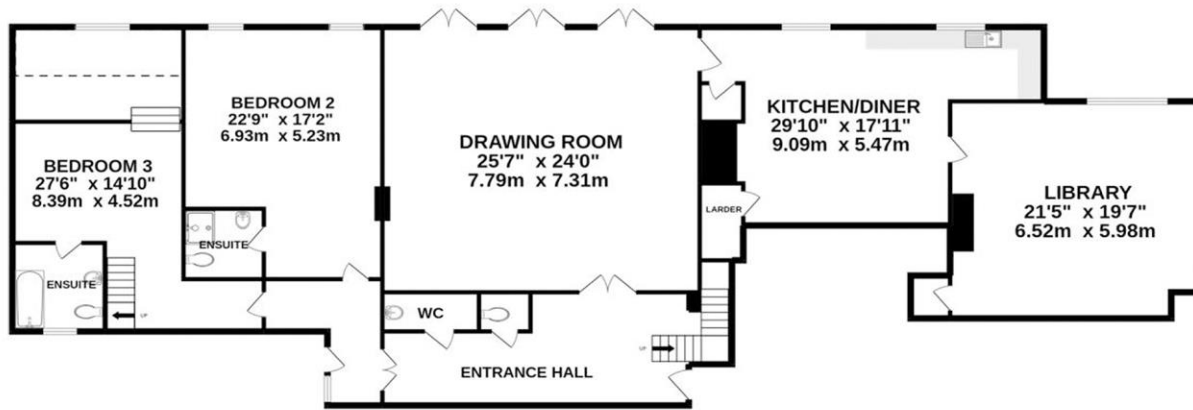 BEDROOM 2
22'9" x 17'2"
6.93m x 5.23m
BEDROOM 3
27'6" x 14'10"
8.39m x 4.52m
ENSUITE
UP
ENSUITE
DRAWING ROOM
25'7" x 24'0"
7.79m x 7.31m
WC
ENTRANCE HALL
UP
LARDER
KITCHEN/DINER
29'10" x 17'11"
9.09m x 5.47m
LIBRARY
21'5" x 19'7"
6.52m x 5.98m